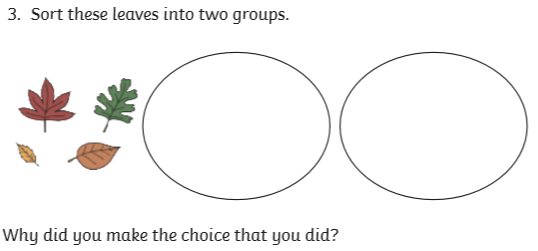 3. Sort these leaves into two groups.
Why did you make the choice that you did?